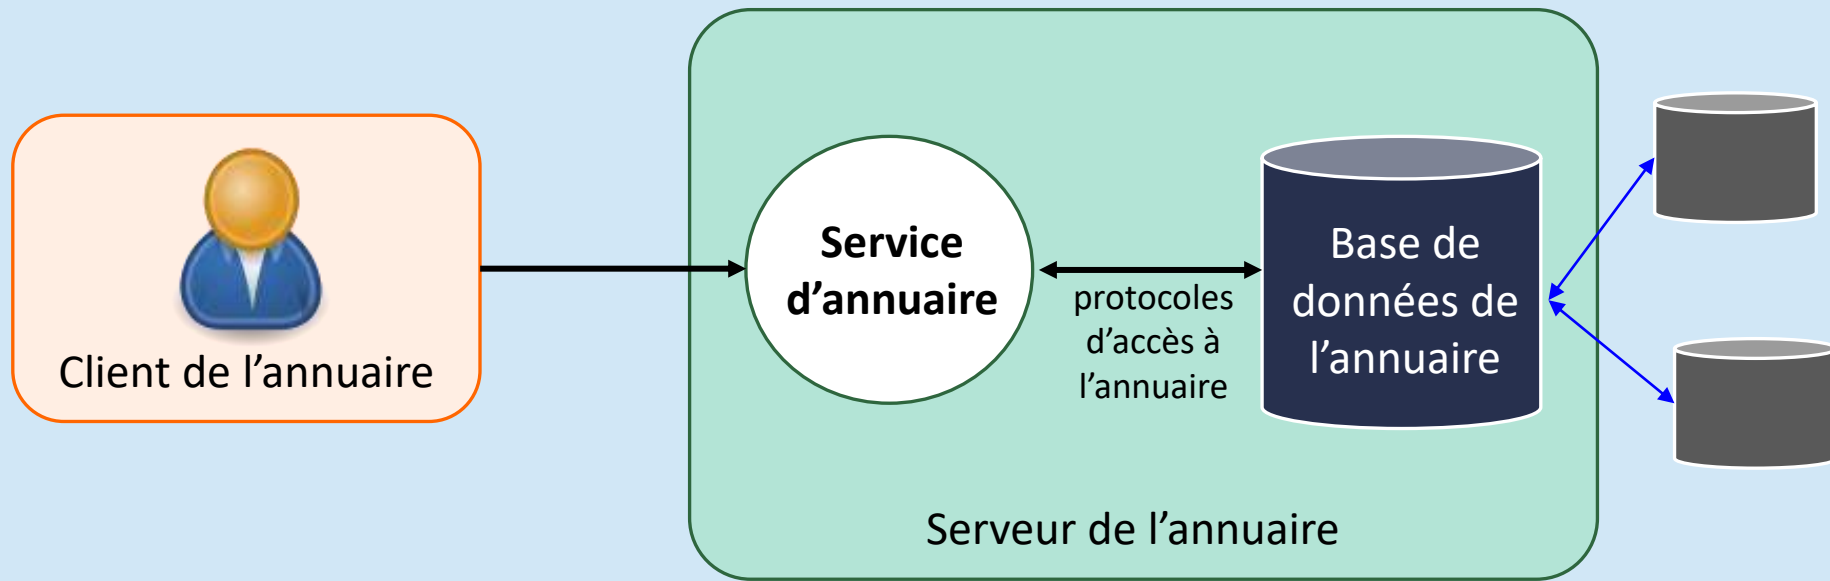 Client de l’annuaire
Service
d’annuaire
protocoles
d’accès à
l’annuaire
Base de
données de
l’annuaire
Serveur de l’annuaire